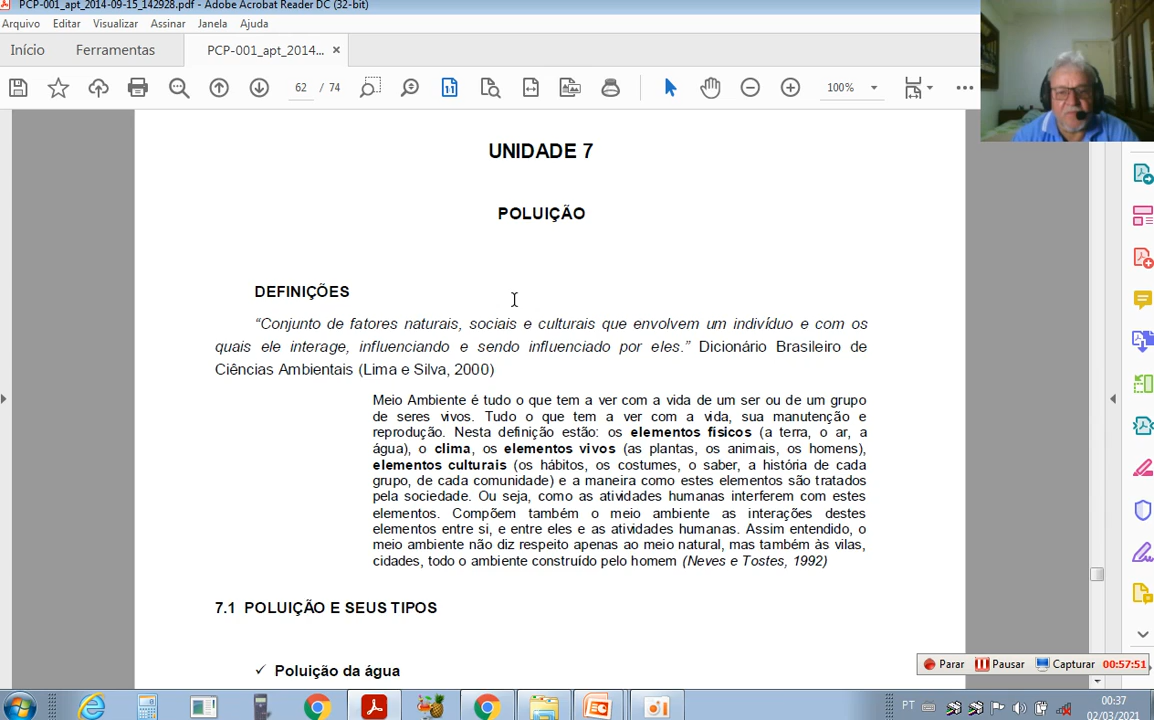 PCP-001_apt_2014-09-15_142928.pdf - Adobe Acrobat Reader DC (32-bit)
Arquivo Editar Visualizar Assinar Janela Ajuda
Início Ferramentas PCP-001_apt_2014... ×
62 / 74 100%
UNIDADE 7
POLUIÇÃO
DEFINIÇÕES
“Conjunto de fatores naturais, sociais e culturais que envolvem um indivíduo e com os
quais ele interage, influenciando e sendo influenciado por eles.” Dicionário Brasileiro de
Ciências Ambientais (Lima e Silva, 2000)
Meio Ambiente é tudo o que tem a ver com a vida de um ser ou de um grupo
de seres vivos. Tudo o que tem a ver com a vida, sua manutenção e
reprodução. Nesta definição estão: os elementos físicos (a terra, o ar, a
água), o clima, os elementos vivos (as plantas, os animais, os homens),
elementos culturais (os hábitos, os costumes, o saber, a história de cada
grupo, de cada comunidade) e a maneira como estes elementos são tratados
pela sociedade. Ou seja, como as atividades humanas interferem com estes
elementos. Compõem também o meio ambiente as interações destes
elementos entre si, e entre eles e as atividades humanas. Assim entendido, o
meio ambiente não diz respeito apenas ao meio natural, mas também às vilas,
cidades, todo o ambiente construído pelo homem (Neves e Tostes, 1992)
7.1 POLUIÇÃO E SEUS TIPOS
✓ Poluição da água
Parar Pausar Capturar 00:57:51
PT 00:37
02/03/2021